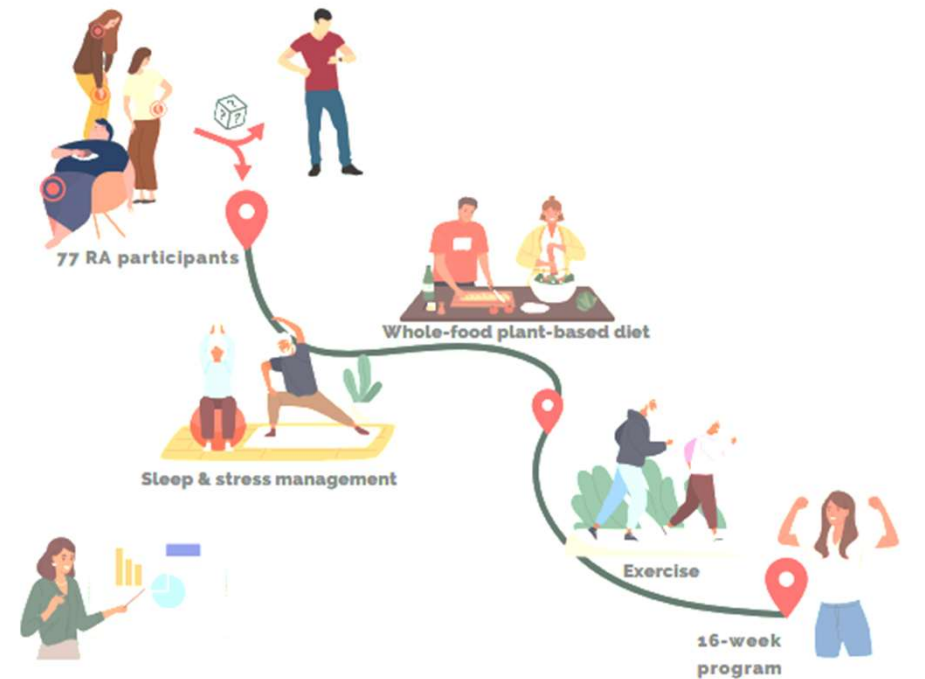 ? ? ?
77 RA participants
Whole-food plant-based diet
Sleep & stress management
Exercise
16-week
program